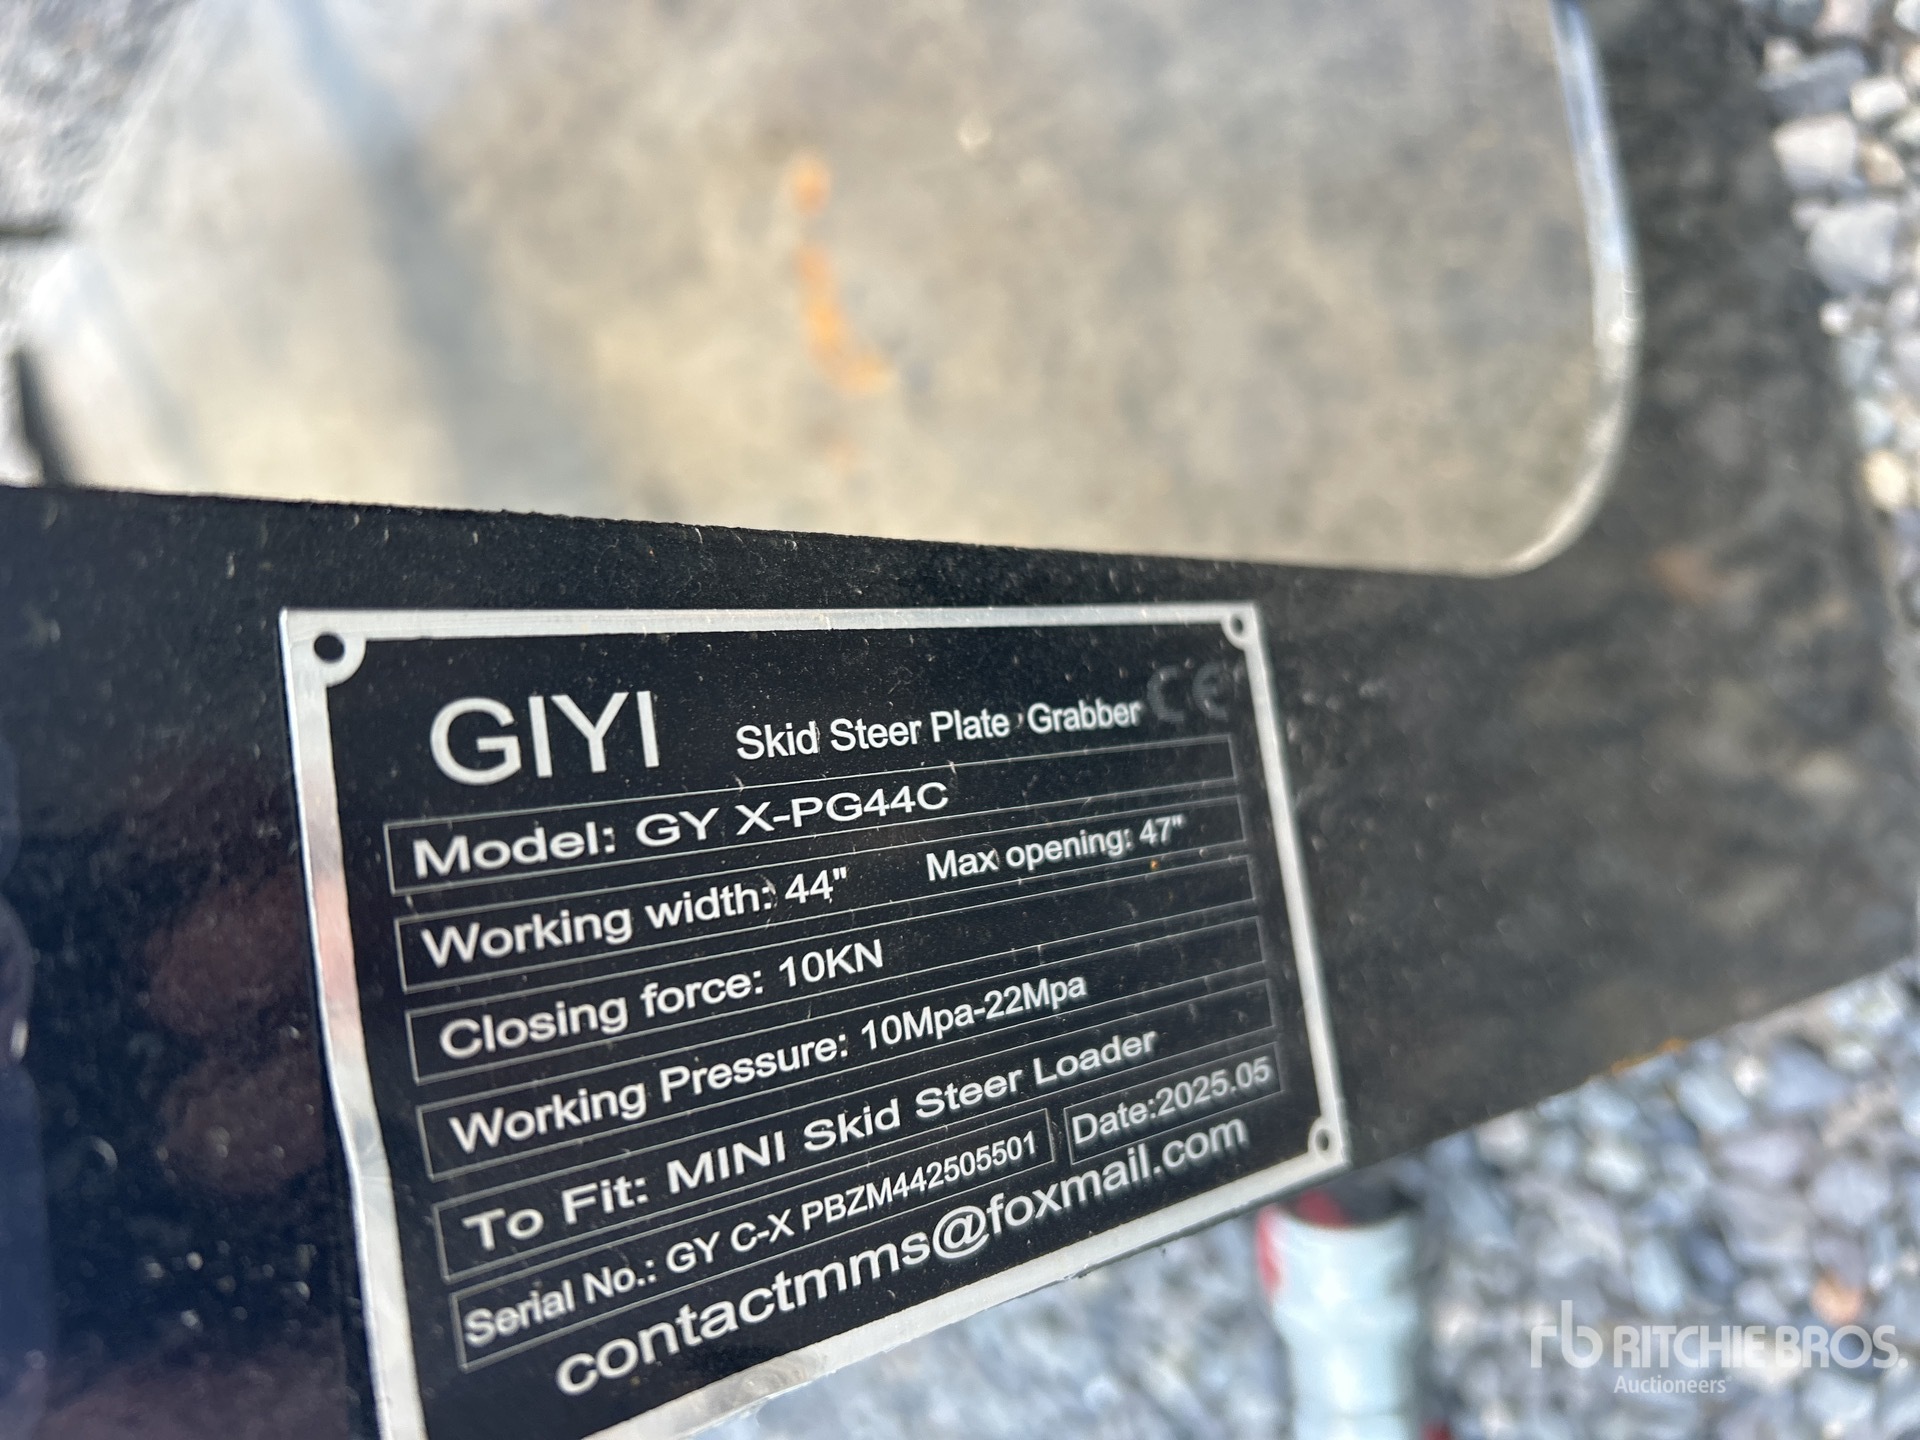 GIYI Skid Steer Plate Grabber CE
Model: GY X-PG44C
Working width: 44" Max opening: 47"
Closing force: 10KN
Working Pressure: 10Mpa-22Mpa
To Fit: MINI Skid Steer Loader
Serial No.: GY C-X PBZM442505501 Date:2025.05
contactmms@foxmail.com
rb RITCHIE BROS.
Auctioneers